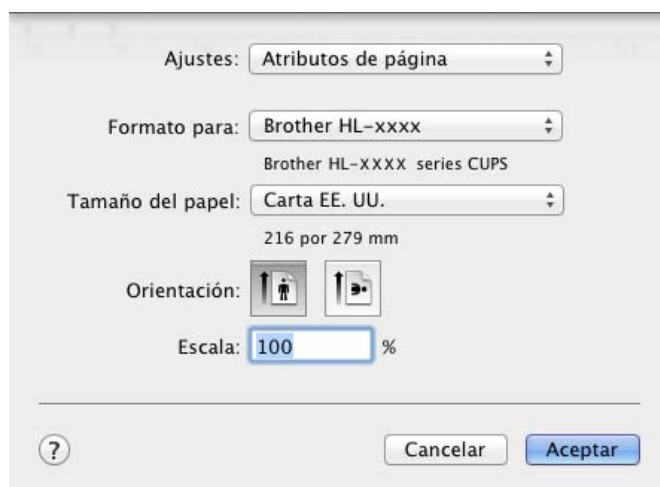 Ajustes: Atributos de página
Formato para: Brother HL-xxxx
Brother HL-XXXX series CUPS
Tamaño del papel: Carta EE. UU.
216 por 279 mm
Orientación:
Escala: 100 %
? Cancelar Aceptar